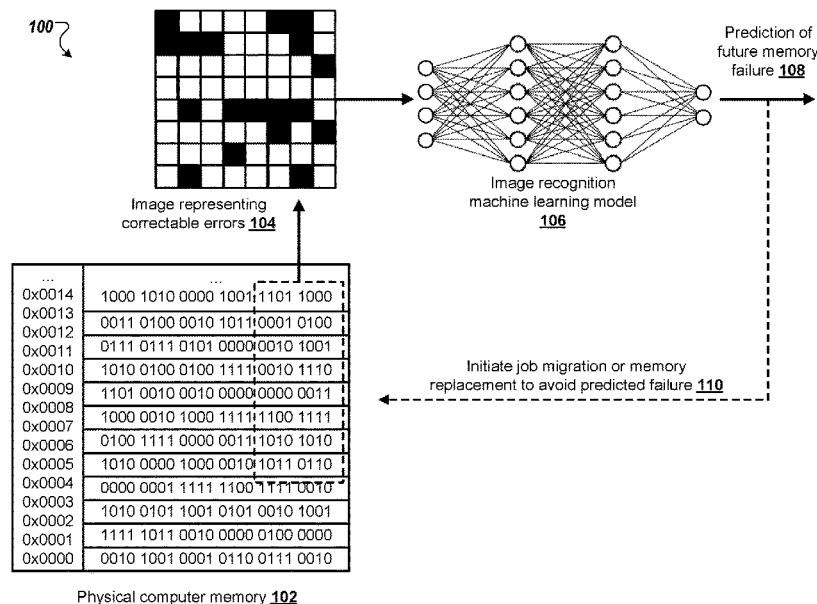 100
Prediction of
future memory
failure 108
Image representing
correctable errors 104
Image recognition
machine learning model
106
...
...
0x0014
1000 1010 0000 1001 1101 1000
0x0013
0011 0100 0010 1011 0001 0100
0x0012
0111 0111 0101 0000 0010 1001
0x0011
1010 0100 0100 1111 0010 1110
0x0010
1101 0010 0010 0000 0000 0011
0x0009
1000 0010 1000 1111 1100 1111
0x0008
0100 1111 0000 0011 1010 1010
0x0007
1010 0000 1000 0010 1011 0110
0x0006
0000 0001 1111 1100 1111 0010
0x0005
1010 0101 1001 0101 0010 1001
0x0004
1111 1011 0010 0000 0100 0000
0x0003
0x0002
0x0001
0x0000
0010 1001 0001 0110 0111 0010
Initiate job migration or memory
replacement to avoid predicted failure 110
Physical computer memory 102